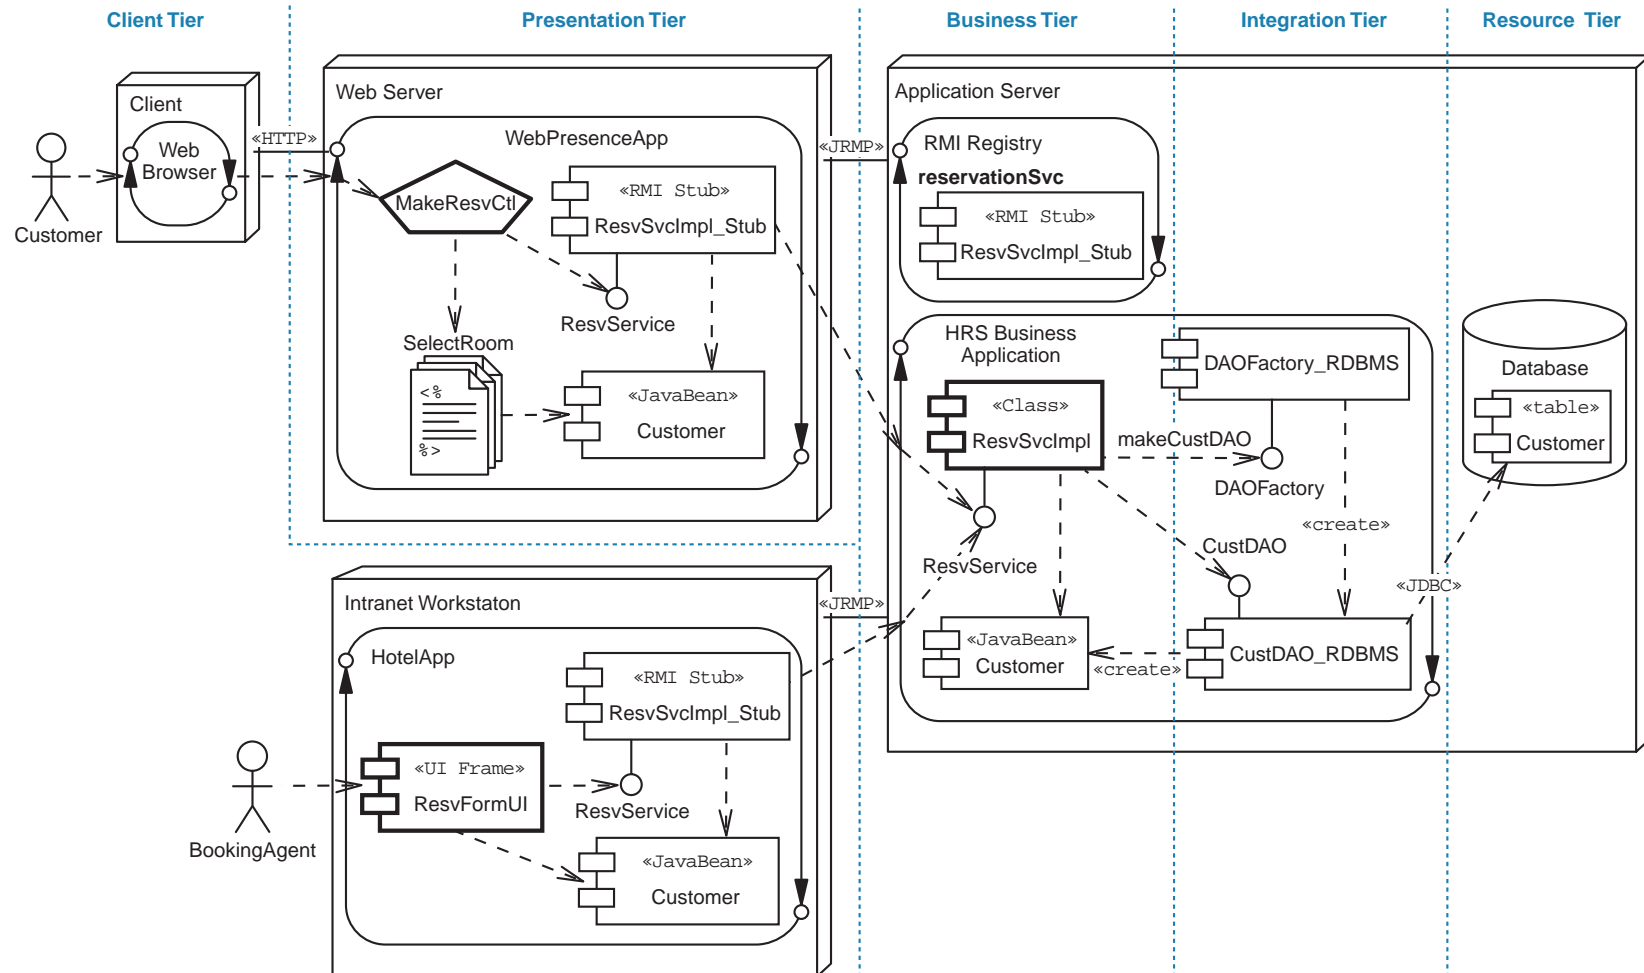 Client Tier
Presentation Tier
Business Tier
Integration Tier
Resource Tier
Client
Web
Browser
Customer
«HTTP»
Web Server
WebPresenceApp
MakeResvCtl
«RMI Stub»
ResvSvcImpl_Stub
ResvService
SelectRoom
<%
%>
«JavaBean»
Customer
«JRMP»
Application Server
RMI Registry
reservationSvc
«RMI Stub»
ResvSvcImpl_Stub
HRS Business
Application
«Class»
ResvSvcImpl
ResvService
DAOFactory_RDBMS
makeCustDAO
DAOFactory
«create»
CustDAO
CustDAO_RDBMS
«create»
«JavaBean»
Customer
«JDBC»
Database
«table»
Customer
Intranet Workstaton
«JRMP»
HotelApp
«RMI Stub»
ResvSvcImpl_Stub
«UI Frame»
ResvFormUI
ResvService
BookingAgent
«JavaBean»
Customer